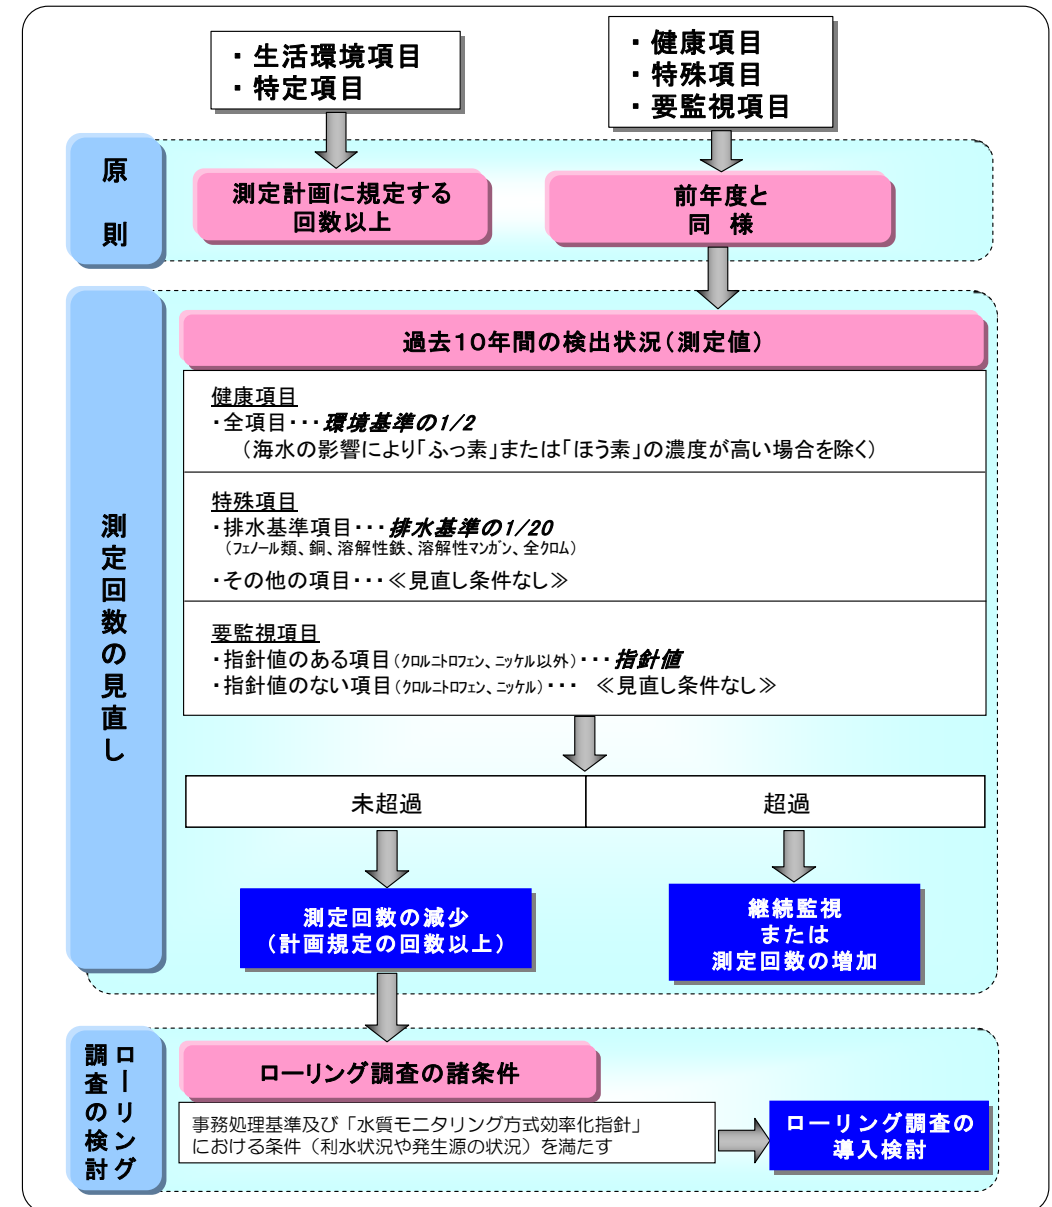 ・生活環境項目
・特定項目
・健康項目
・特殊項目
・要監視項目
原
則
測定計画に規定する
回数以上
前年度と
同 様
測定回数の見直し
過去10年間の検出状況（測定値）
健康項目
・全項目・・・環境基準の1/2
（海水の影響により「ふっ素」または「ほう素」の濃度が高い場合を除く）
特殊項目
・排水基準項目・・・排水基準の1/20
（ﾌｪﾉｰﾙ類、銅、溶解性鉄、溶解性ﾏﾝｶﾞﾝ、全ｸﾛﾑ）
・その他の項目・・・≪見直し条件なし≫
要監視項目
・指針値のある項目（ｸﾛﾙﾆﾄﾛﾌｪﾝ、ﾆｯｹﾙ以外）・・・指針値
・指針値のない項目（ｸﾛﾙﾆﾄﾛﾌｪﾝ、ﾆｯｹﾙ）・・・ ≪見直し条件なし≫
未超過
超過
測定回数の減少
（計画規定の回数以上）
継続監視
または
測定回数の増加
ローリング
調査の検討
ローリング調査の諸条件
事務処理基準及び「水質モニタリング方式効率化指針」
における条件（利水状況や発生源の状況）を満たす
ローリング調査の
導入検討